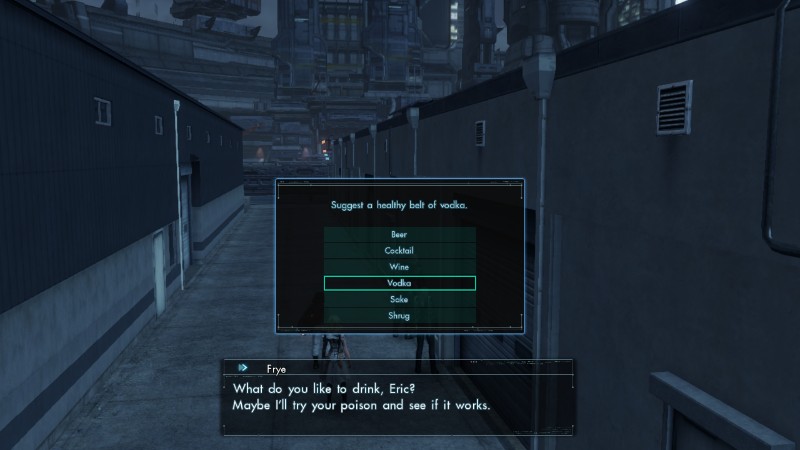 Suggest a healthy belt of vodka.
Beer
Cocktail
Wine
Vodka
Sake
Shrug
Frye
What do you like to drink, Eric?
Maybe I'll try your poison and see if it works.